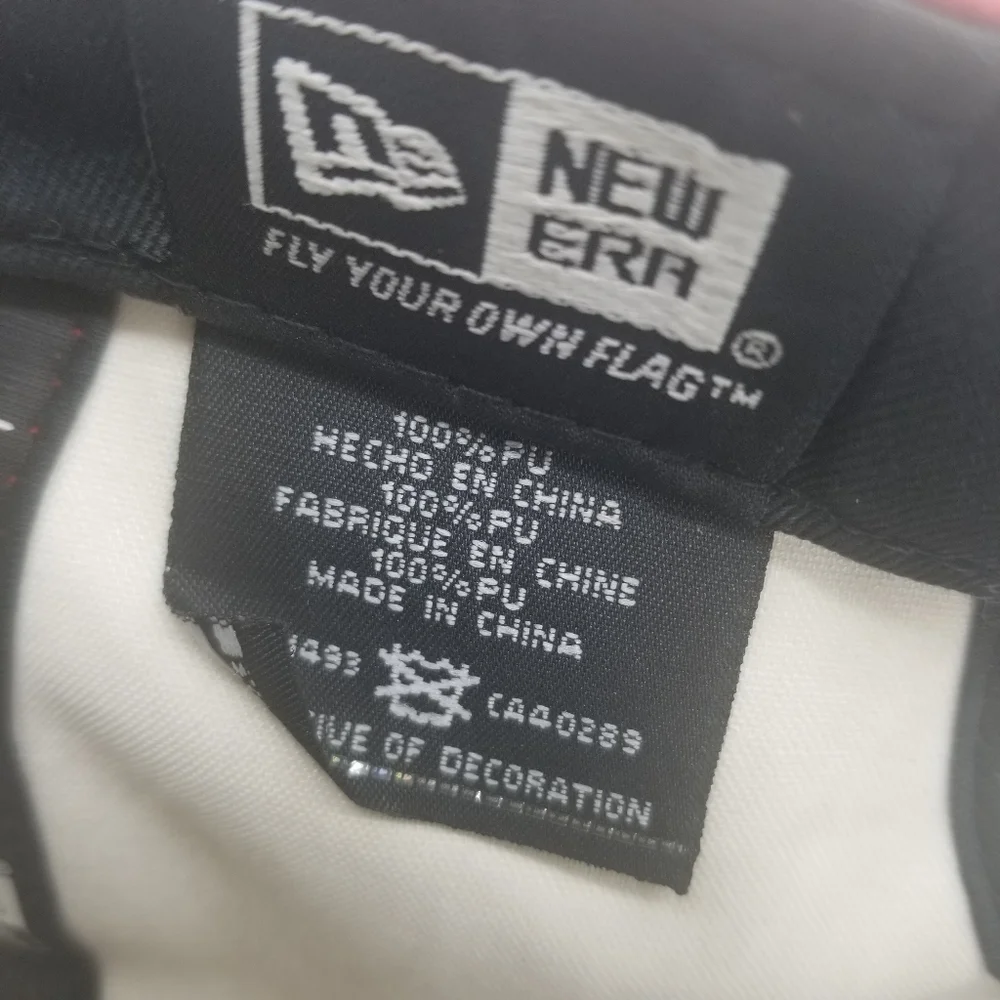 NEW
ERA
®
FLY YOUR OWN FLAG™
100% PU
HECHO EN CHINA
100% PU
FABRIQUE EN CHINE
100% PU
MADE IN CHINA
1493 CA40289
OF DECORATION